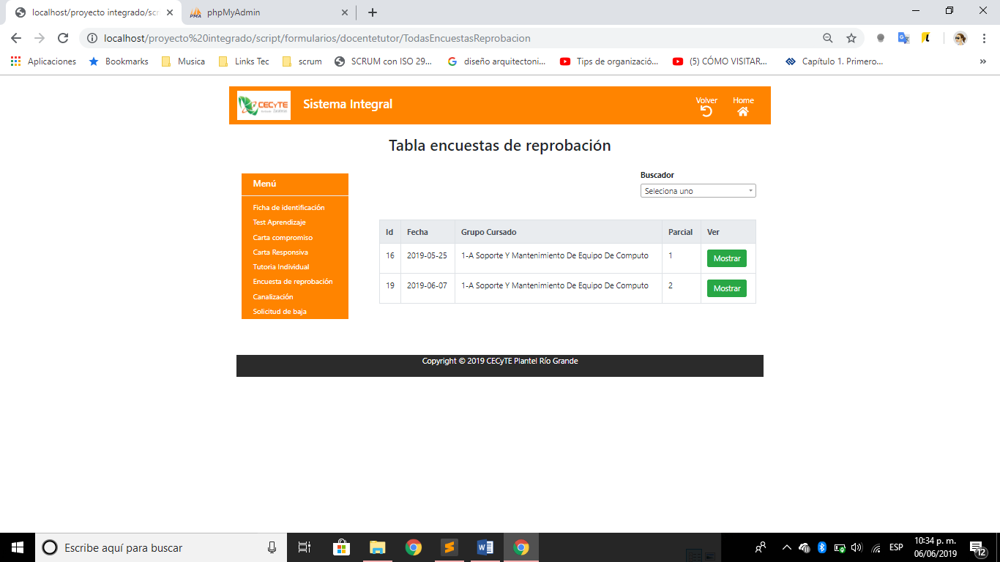 localhost/proyecto integrado/scr
phpMyAdmin
localhost/proyecto%20integrado/script/formularios/docentetutor/TodasEncuestasReprobacion
Aplicaciones
Bookmarks
Musica
Links Tec
scrum
SCRUM con ISO 29...
diseño arquitectoni...
Tips de organizació...
(5) CÓMO VISITAR...
Capítulo 1. Primero...
»
CECyTE
Sistema Integral
Volver
Home
Tabla encuestas de reprobación
Menú
Ficha de identificación
Test Aprendizaje
Carta compromiso
Carta Responsiva
Tutoria Individual
Encuesta de reprobación
Canalización
Solicitud de baja
Buscador
Seleciona uno
Id Fecha Grupo Cursado Parcial Ver
16 2019-05-25 1-A Soporte Y Mantenimiento De Equipo De Computo 1 Mostrar
19 2019-06-07 1-A Soporte Y Mantenimiento De Equipo De Computo 2 Mostrar
Copyright © 2019 CECyTE Plantel Río Grande
Escribe aquí para buscar
ESP
10:34 p. m.
06/06/2019
12